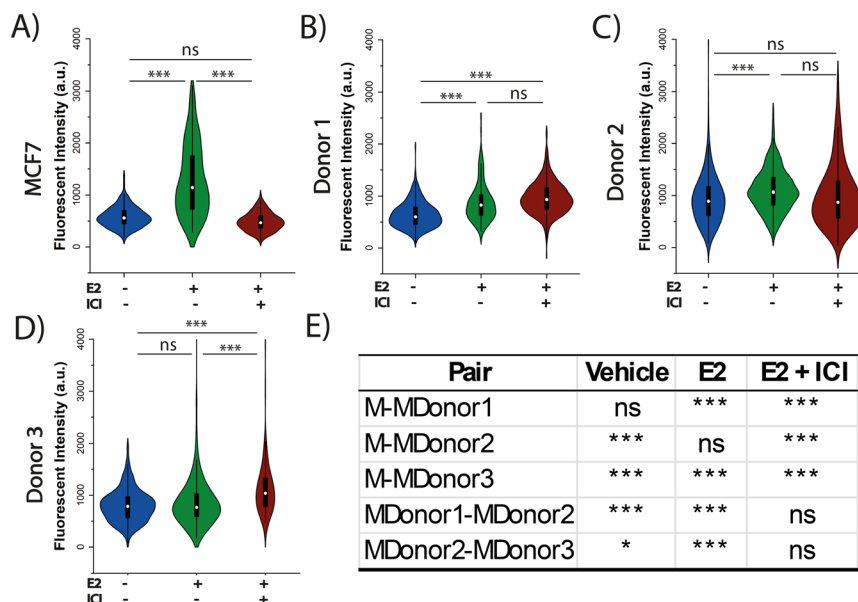 A)
MCF7
Fluorescent Intensity (a.u.)
0 1000 2000 3000
ns
*** ***
E2 - + +
ICI - - +
B)
Donor 1
Fluorescent Intensity (a.u.)
0 1000 2000 3000 4000
***
*** ns
E2 - + +
ICI - - +
C)
Donor 2
Fluorescent Intensity (a.u.)
0 1000 2000 3000 4000
ns
*** ns
E2 - + +
ICI - - +
D)
Donor 3
Fluorescent Intensity (a.u.)
0 1000 2000 3000 4000
***
ns ***
E2 - + +
ICI - - +
E)
Pair Vehicle E2 E2 + ICI
M-MDonor1 ns *** ***
M-MDonor2 *** ns ***
M-MDonor3 *** *** ***
MDonor1-MDonor2 *** *** ns
MDonor2-MDonor3 * *** ns